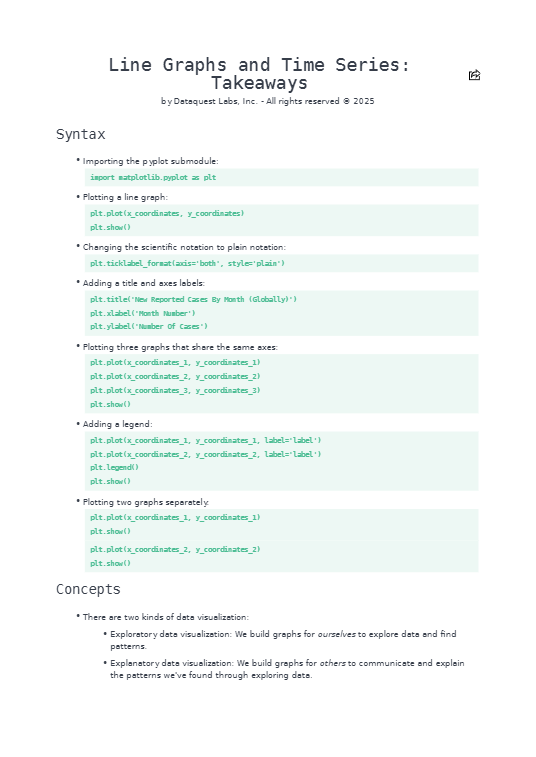 Line Graphs and Time Series:
Takeaways
by Dataquest Labs, Inc. - All rights reserved © 2025
Syntax
• Importing the pyplot submodule:
import matplotlib.pyplot as plt
• Plotting a line graph:
plt.plot(x_coordinates, y_coordinates)
plt.show()
• Changing the scientific notation to plain notation:
plt.ticklabel_format(axis='both', style='plain')
• Adding a title and axes labels:
plt.title('New Reported Cases By Month (Globally)')
plt.xlabel('Month Number')
plt.ylabel('Number Of Cases')
• Plotting three graphs that share the same axes:
plt.plot(x_coordinates_1, y_coordinates_1)
plt.plot(x_coordinates_2, y_coordinates_2)
plt.plot(x_coordinates_3, y_coordinates_3)
plt.show()
• Adding a legend:
plt.plot(x_coordinates_1, y_coordinates_1, label='label')
plt.plot(x_coordinates_2, y_coordinates_2, label='label')
plt.legend()
plt.show()
• Plotting two graphs separately:
plt.plot(x_coordinates_1, y_coordinates_1)
plt.show()
plt.plot(x_coordinates_2, y_coordinates_2)
plt.show()
Concepts
• There are two kinds of data visualization:
• Exploratory data visualization: We build graphs for ourselves to explore data and find
patterns.
• Explanatory data visualization: We build graphs for others to communicate and explain
the patterns we've found through exploring data.